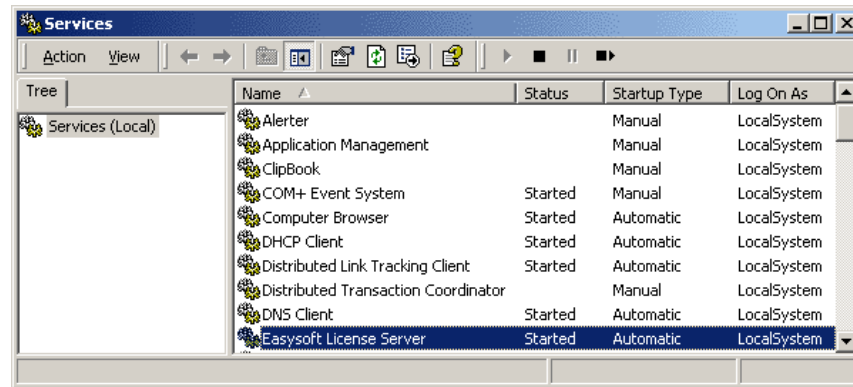 Services
Action View
Tree
Name Status Startup Type Log On As
Services (Local)
Alerter Manual LocalSystem
Application Management Manual LocalSystem
ClipBook Manual LocalSystem
COM+ Event System Started Manual LocalSystem
Computer Browser Started Automatic LocalSystem
DHCP Client Started Automatic LocalSystem
Distributed Link Tracking Client Started Automatic LocalSystem
Distributed Transaction Coordinator Manual LocalSystem
DNS Client Started Automatic LocalSystem
Easysoft License Server Started Automatic LocalSystem